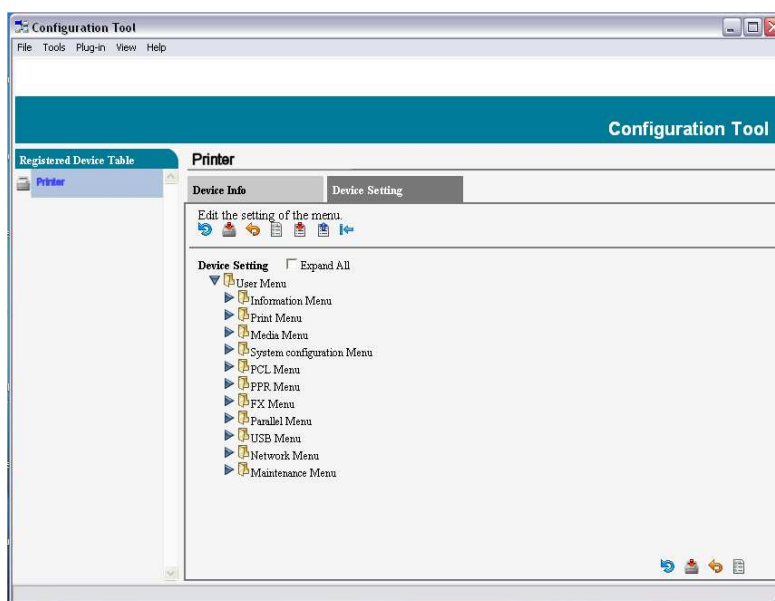 Configuration Tool
File Tools Plug-in View Help
Configuration Tool
Registered Device Table
Printer
Printer
Device Info Device Setting
Edit the setting of the menu.
Device Setting Expand All
User Menu
Information Menu
Print Menu
Media Menu
System configuration Menu
PCL Menu
PPR Menu
FX Menu
Parallel Menu
USB Menu
Network Menu
Maintenance Menu